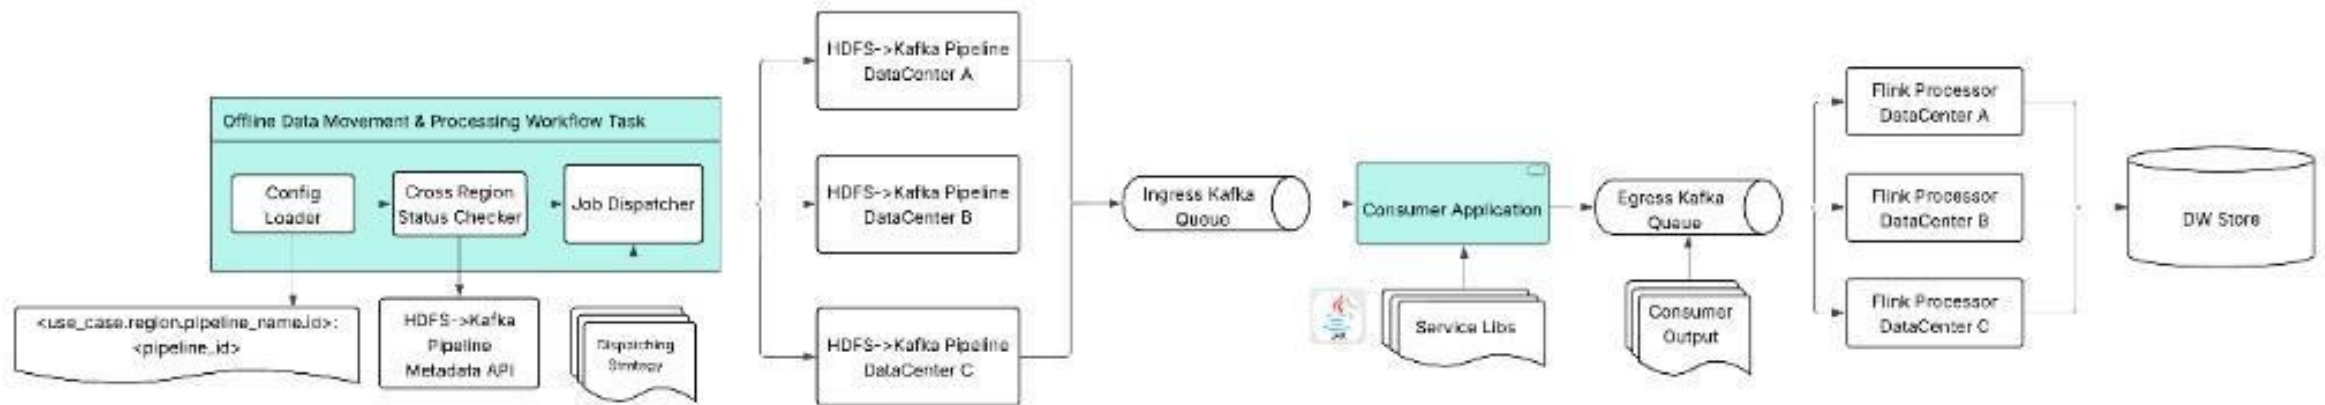 Offline Data Movement & Processing Workflow Task
Config
Loader
Cross Region
Status Checker
Job Dispatcher
<use_case.region.pipeline_name.id>:
<pipeline_id>
HDFS->Kafka
Pipeline
Metadata API
Dispatching
Strategy
HDFS->Kafka Pipeline
DataCenter A
HDFS->Kafka Pipeline
DataCenter B
HDFS->Kafka Pipeline
DataCenter C
Ingress Kafka
Queue
Consumer Application
Service Libs
Egress Kafka
Queue
Consumer
Output
Flink Processor
DataCenter A
Flink Processor
DataCenter B
Flink Processor
DataCenter C
DW Store